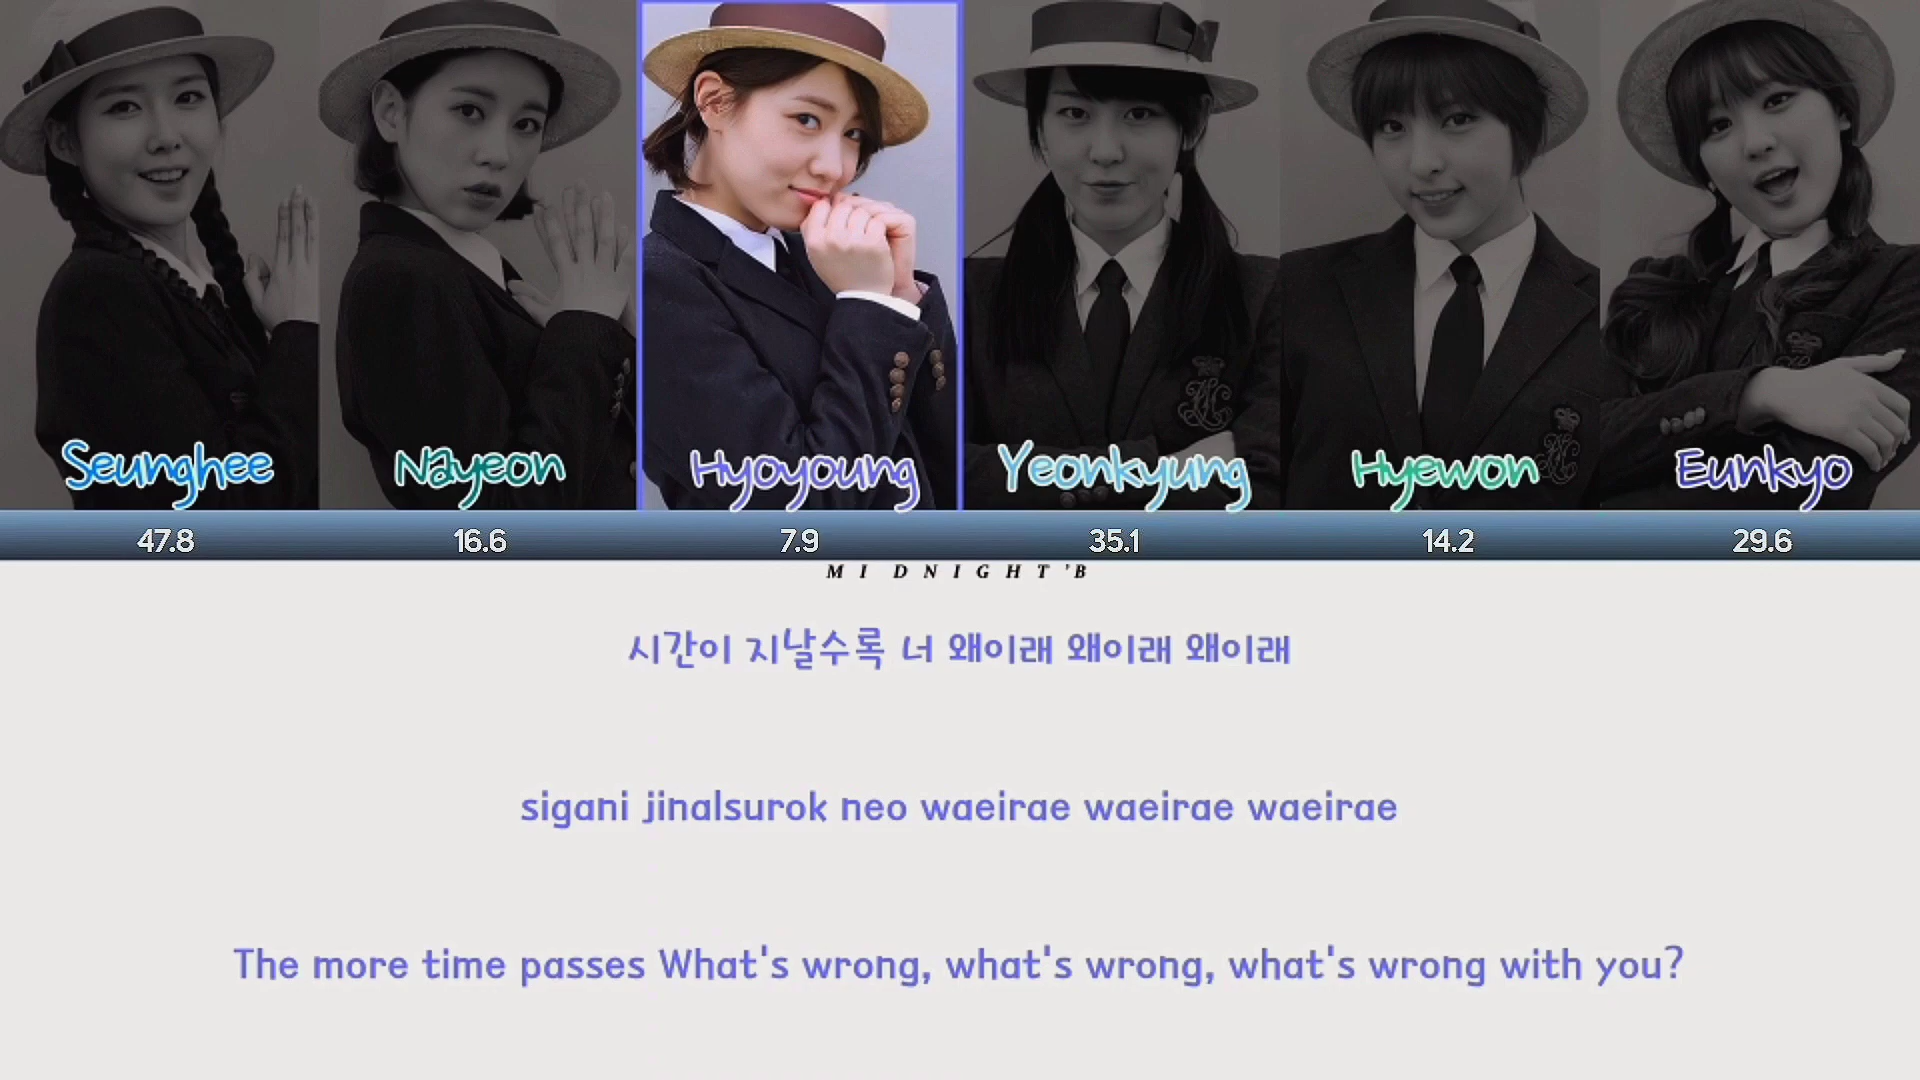 Seunghee Nayeon Hyoyoung Yeonkyung Hyewon Eunkyo
47.8 16.6 7.9 35.1 14.2 29.6
MIDNIGHT'B
시간이 지날수록 너 왜이래 왜이래 왜이래
sigani jinalsurok neo waeirae waeirae waeirae
The more time passes What's wrong, what's wrong, what's wrong with you?